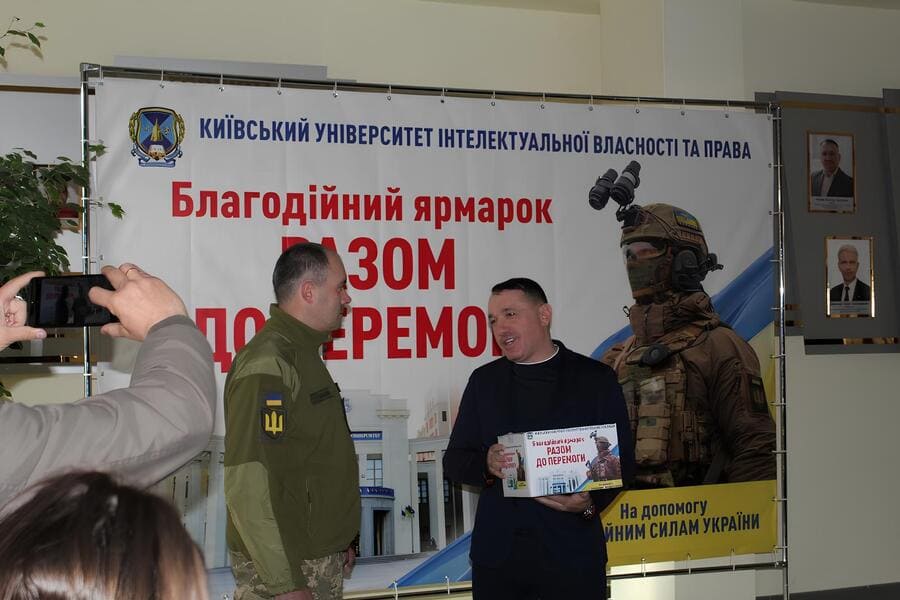 КИЇВСЬКИЙ УНІВЕРСИТЕТ ІНТЕЛЕКТУАЛЬНОЇ ВЛАСНОСТІ ТА ПРАВА
Благодійний ярмарок
РАЗОМ
ДО ПЕРЕМО
Благодійний ярмарок
РАЗОМ
ДО ПЕРЕМОГИ
На допомогу
ЙНИМ СИЛАМ УКРАЇНИ